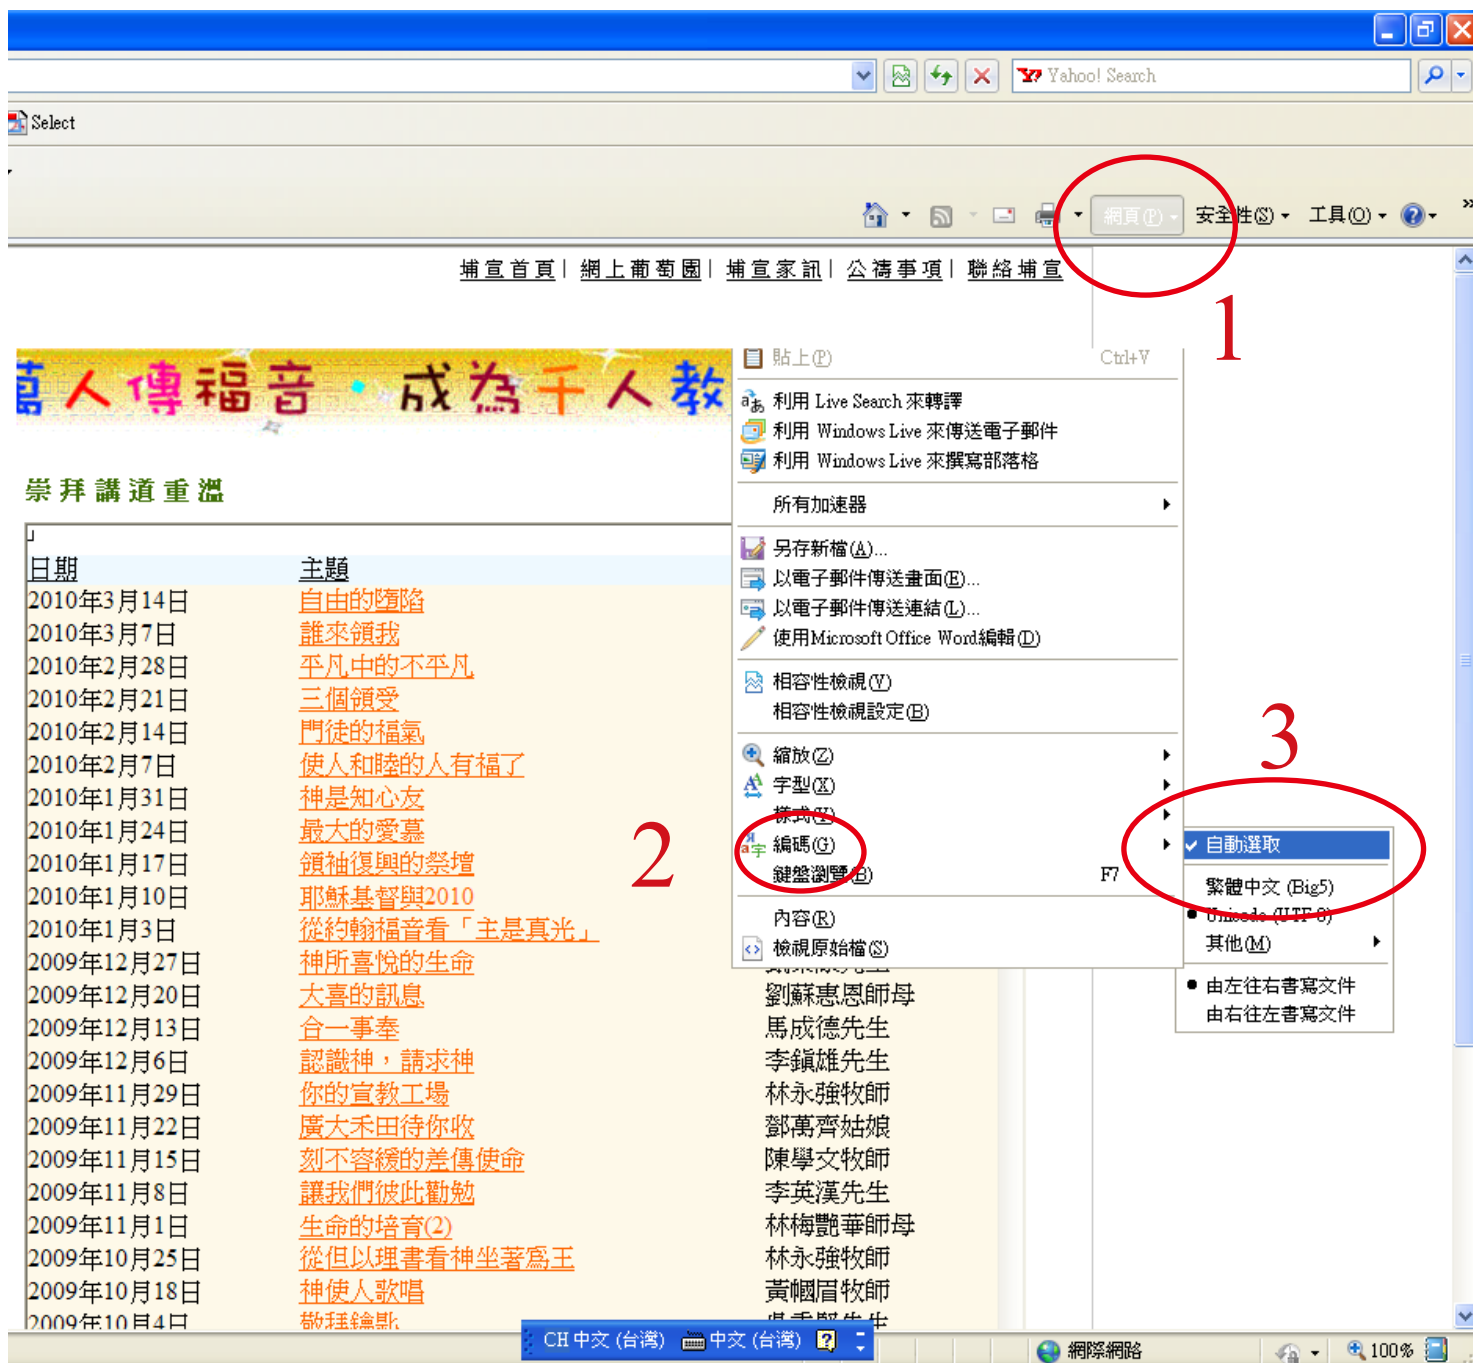 Yahoo! Search
Select
網頁(P)
安全性(S)
工具(O)
埔宣首頁| 網上葡萄園| 埔宣家訊| 公禱事項| 聯絡埔宣
1
萬人傳福音・成為千人教
崇拜講道重溫
貼上(P) Ctrl+V
利用 Live Search 來轉譯
利用 Windows Live 來傳送電子郵件
利用 Windows Live 來撰寫部落格
所有加速器
另存新檔(A)...
以電子郵件傳送畫面(E)...
以電子郵件傳送連結(L)...
使用Microsoft Office Word編輯(D)
相容性檢視(V)
相容性檢視設定(B)
縮放(Z)
字型(X)
樣式(Y)
編碼(G)
鍵盤瀏覽(B) F7
內容(R)
檢視原始檔(S)
2
3
自動選取
繁體中文 (Big5)
Unicode (UTF-8)
其他(M)
由左往右書寫文件
由右往左書寫文件
日期 主題
2010年3月14日 自由的墮陷
2010年3月7日 誰來領我
2010年2月28日 平凡中的不平凡
2010年2月21日 三個領受
2010年2月14日 門徒的福氣
2010年2月7日 使人和睦的人有福了
2010年1月31日 神是知心友
2010年1月24日 最大的愛慕
2010年1月17日 領袖復興的祭壇
2010年1月10日 耶穌基督與2010
2010年1月3日 從約翰福音看「主是真光」
2009年12月27日 神所喜悅的生命
2009年12月20日 大喜的訊息 劉蘇惠恩師母
2009年12月13日 合一事奉 馬成德先生
2009年12月6日 認識神，請求神 李鎭雄先生
2009年11月29日 你的宣教工場 林永強牧師
2009年11月22日 廣大禾田待你收 鄧萬齊姑娘
2009年11月15日 刻不容緩的差傳使命 陳學文牧師
2009年11月8日 讓我們彼此勸勉 李英漢先生
2009年11月1日 生命的培育(2) 林梅艷華師母
2009年10月25日 從但以理書看神坐著爲王 林永強牧師
2009年10月18日 神使人歌唱 黃幗眉牧師
2009年10月4日 敬拜鑰匙
CH 中文 (台灣) 中文 (台灣)
網際網路
100%